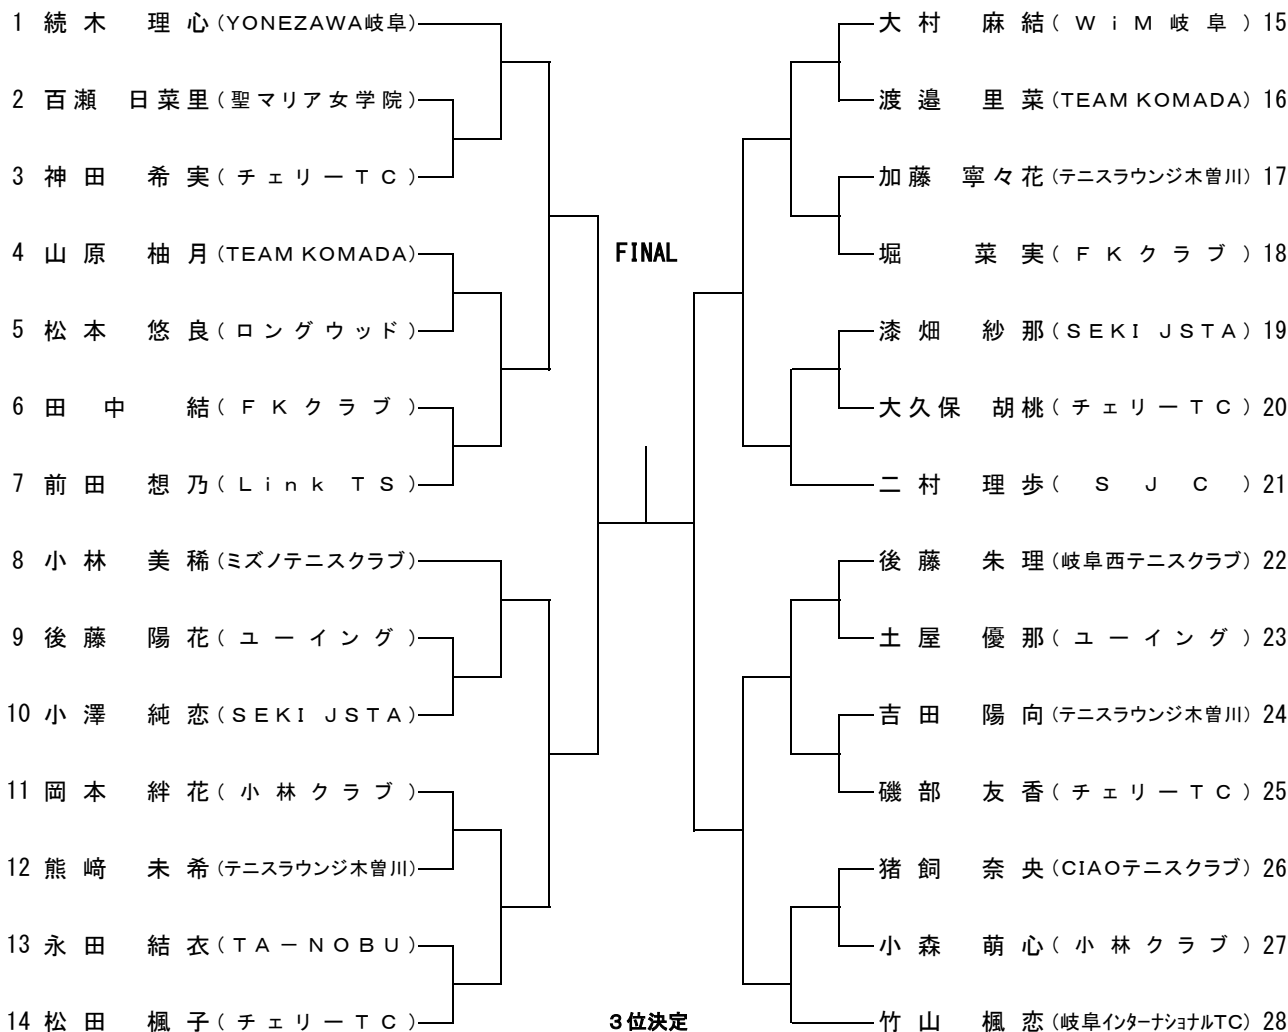 1 続木 理心 (YONEZAWA岐阜)
2 百瀬 日菜里 (聖マリア女学院)
3 神田 希実 (チェリーTC)
4 山原 柚月 (TEAM KOMADA)
5 松本 悠良 (ロングウッド)
6 田中 結 (FKクラブ)
7 前田 想乃 (Link TS)
8 小林 美稀 (ミズノテニスクラブ)
9 後藤 陽花 (ユーイング)
10 小澤 純恋 (SEKI JSTA)
11 岡本 絆花 (小林クラブ)
12 熊﨑 未希 (テニスラウンジ木曽川)
13 永田 結衣 (TA-NOBU)
14 松田 楓子 (チェリーTC)
FINAL
3位決定
大村 麻結 (WiM岐阜) 15
渡邉 里菜 (TEAM KOMADA) 16
加藤 寧々花 (テニスラウンジ木曽川) 17
堀 菜実 (FKクラブ) 18
漆畑 紗那 (SEKI JSTA) 19
大久保 胡桃 (チェリーTC) 20
二村 理歩 (SJC) 21
後藤 朱理 (岐阜西テニスクラブ) 22
土屋 優那 (ユーイング) 23
吉田 陽向 (テニスラウンジ木曽川) 24
磯部 友香 (チェリーTC) 25
猪飼 奈央 (CIAOテニスクラブ) 26
小森 萌心 (小林クラブ) 27
竹山 楓恋 (岐阜インターナショナルTC) 28